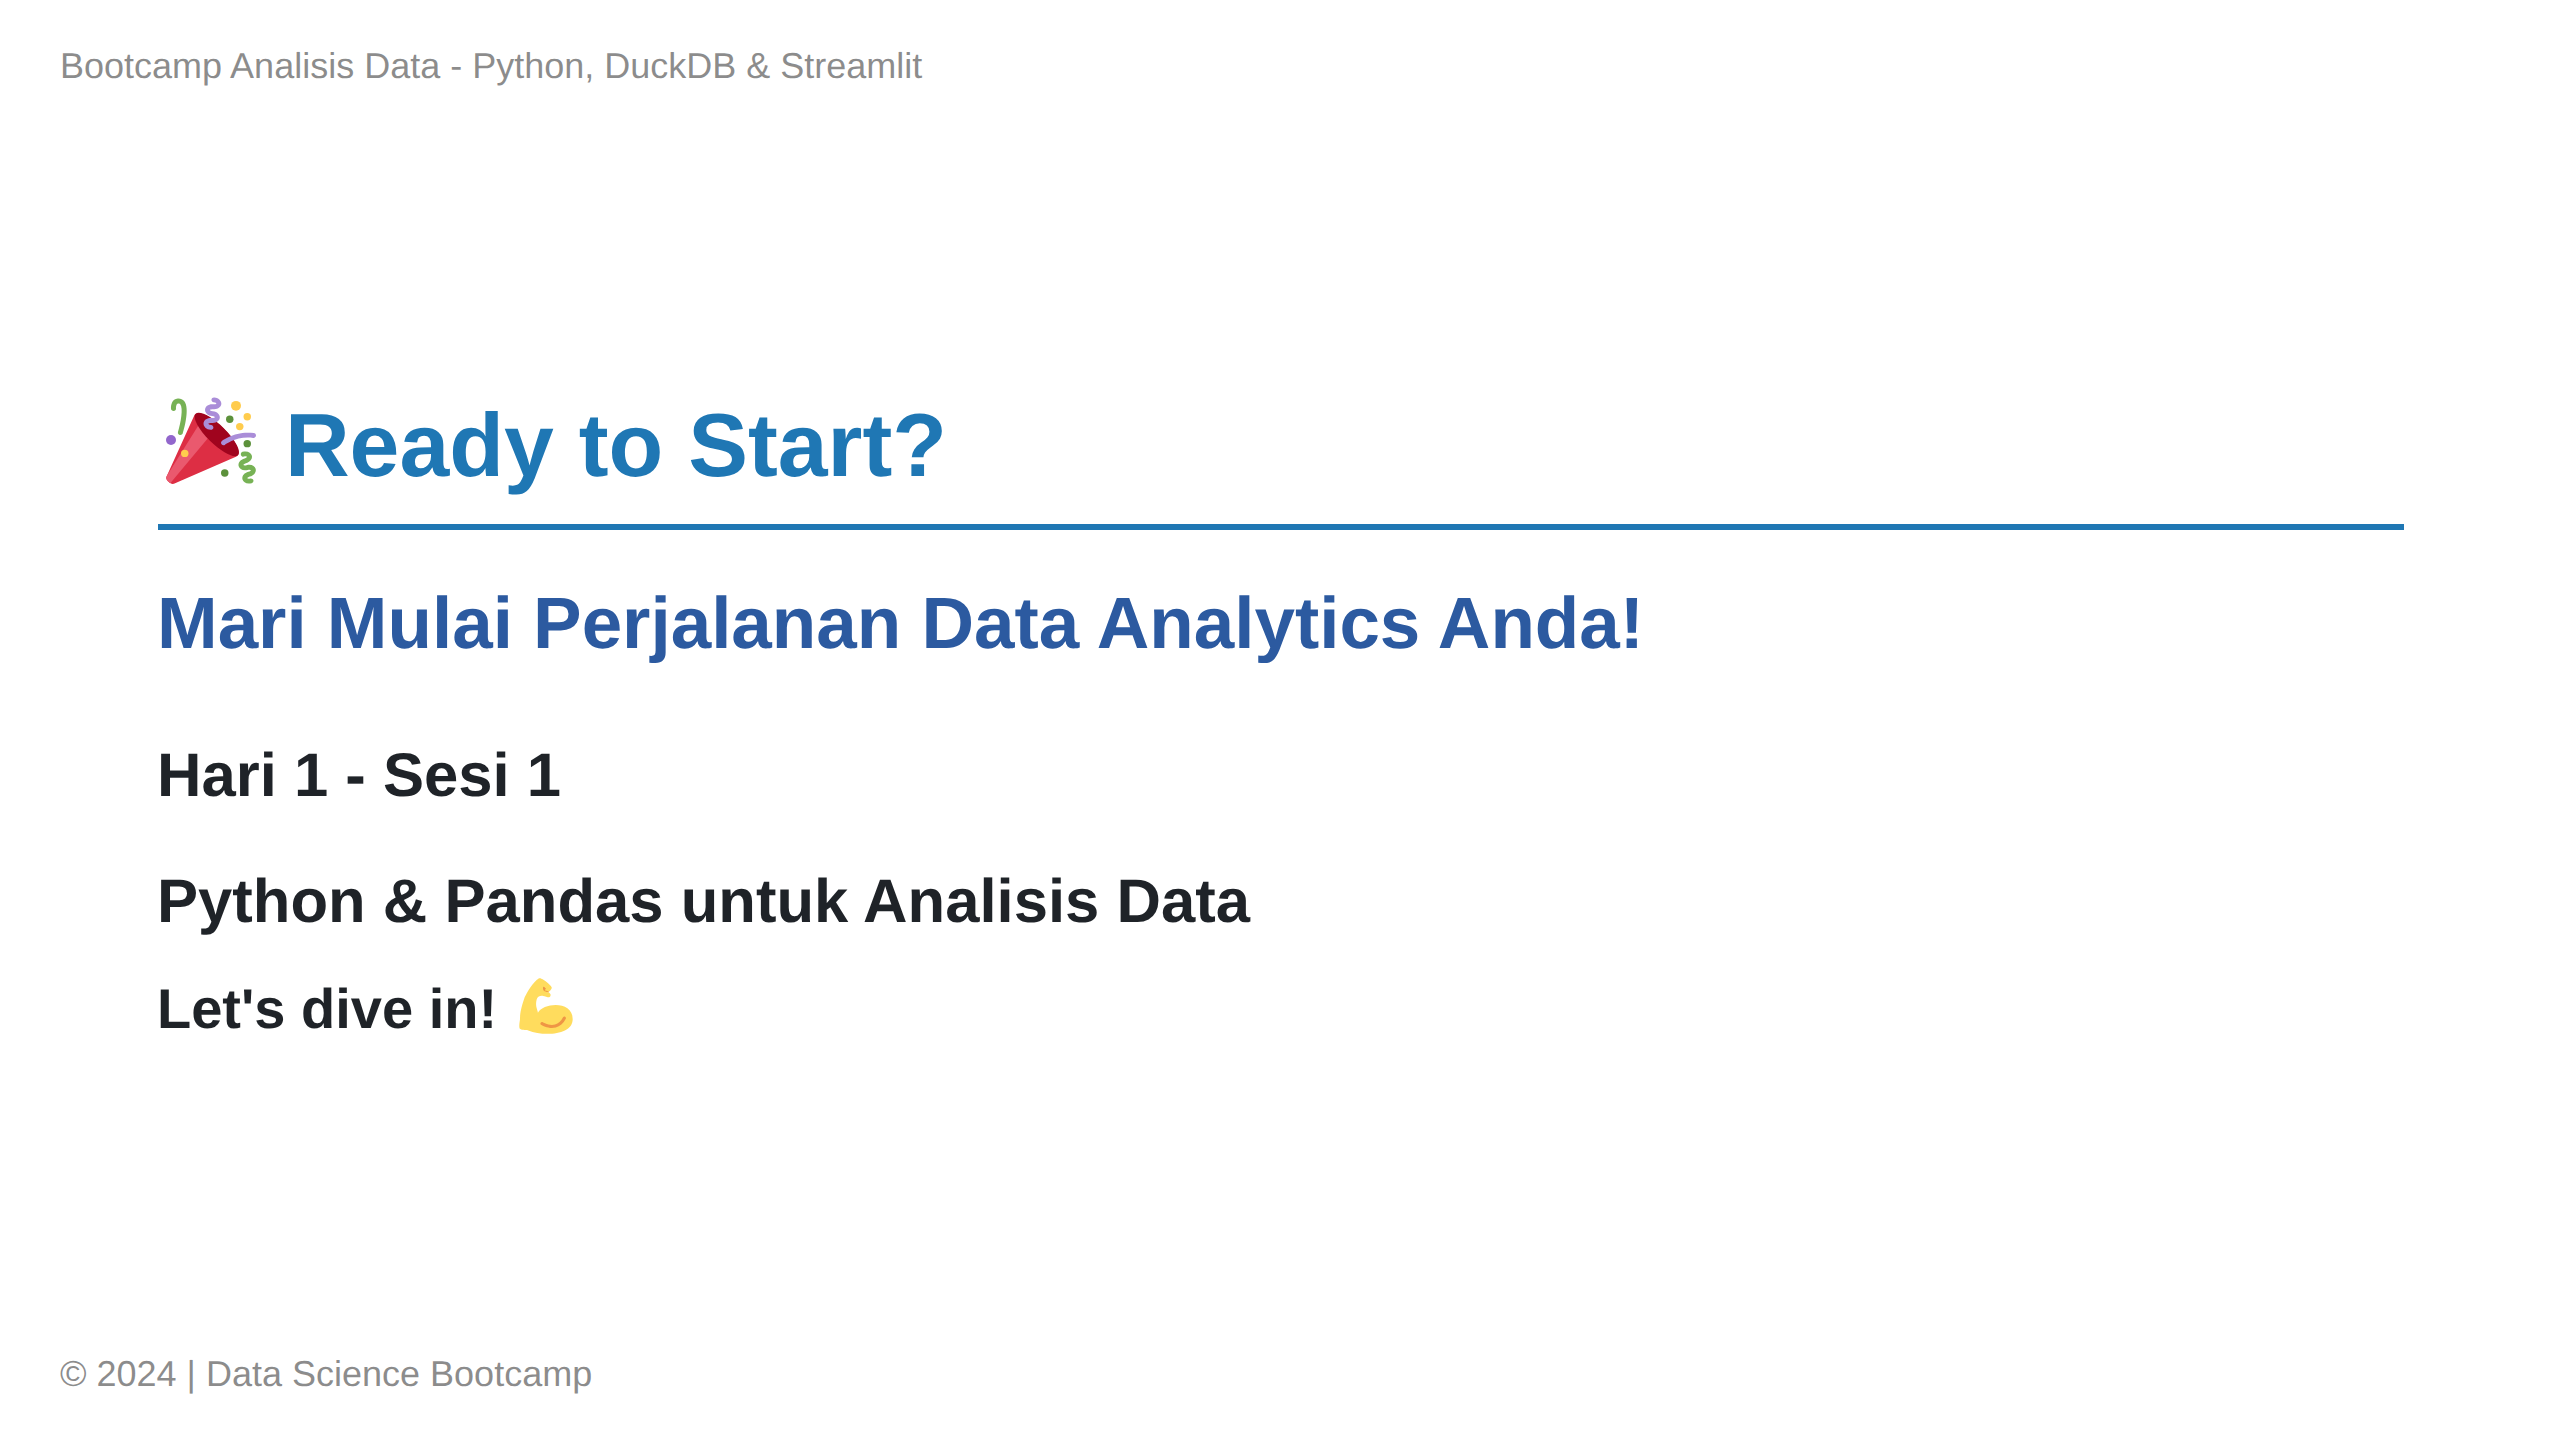 Bootcamp Analisis Data - Python, DuckDB & Streamlit
🎉 Ready to Start?
Mari Mulai Perjalanan Data Analytics Anda!
Hari 1 - Sesi 1
Python & Pandas untuk Analisis Data
Let's dive in! 💪
© 2024 | Data Science Bootcamp